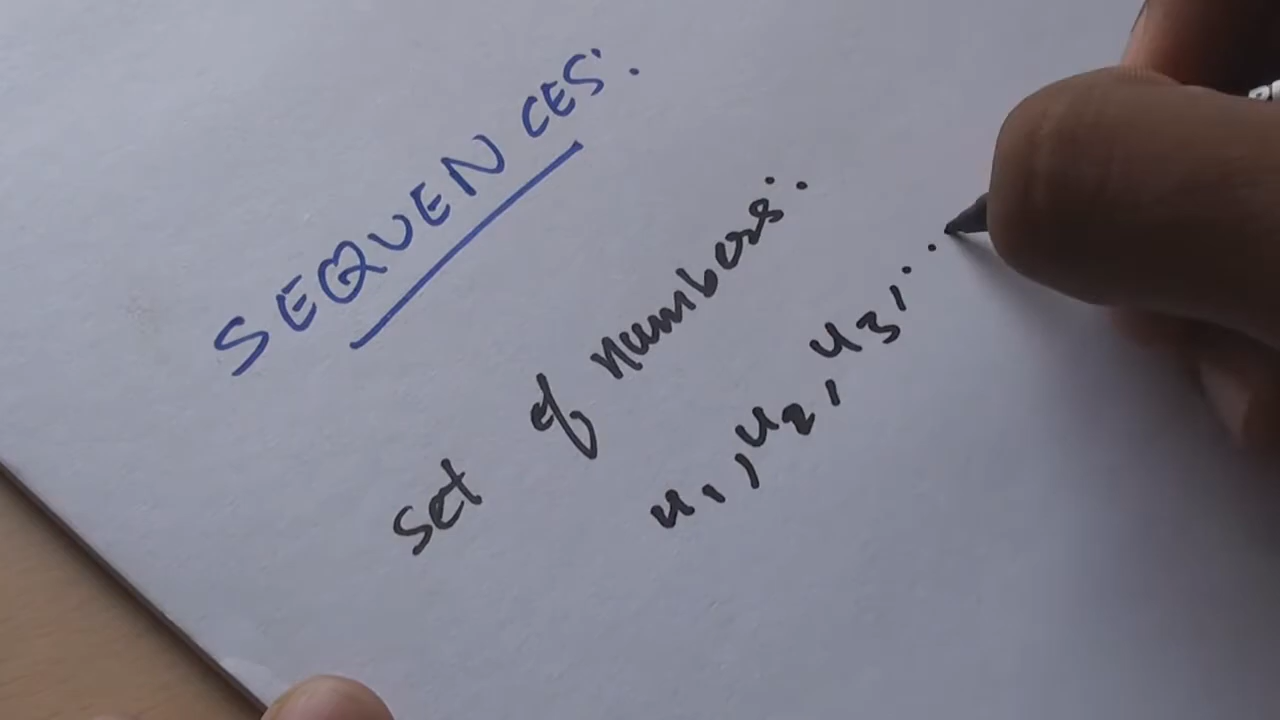 SEQUENCES:
Set of numbers:
u1, u2, u3, ..